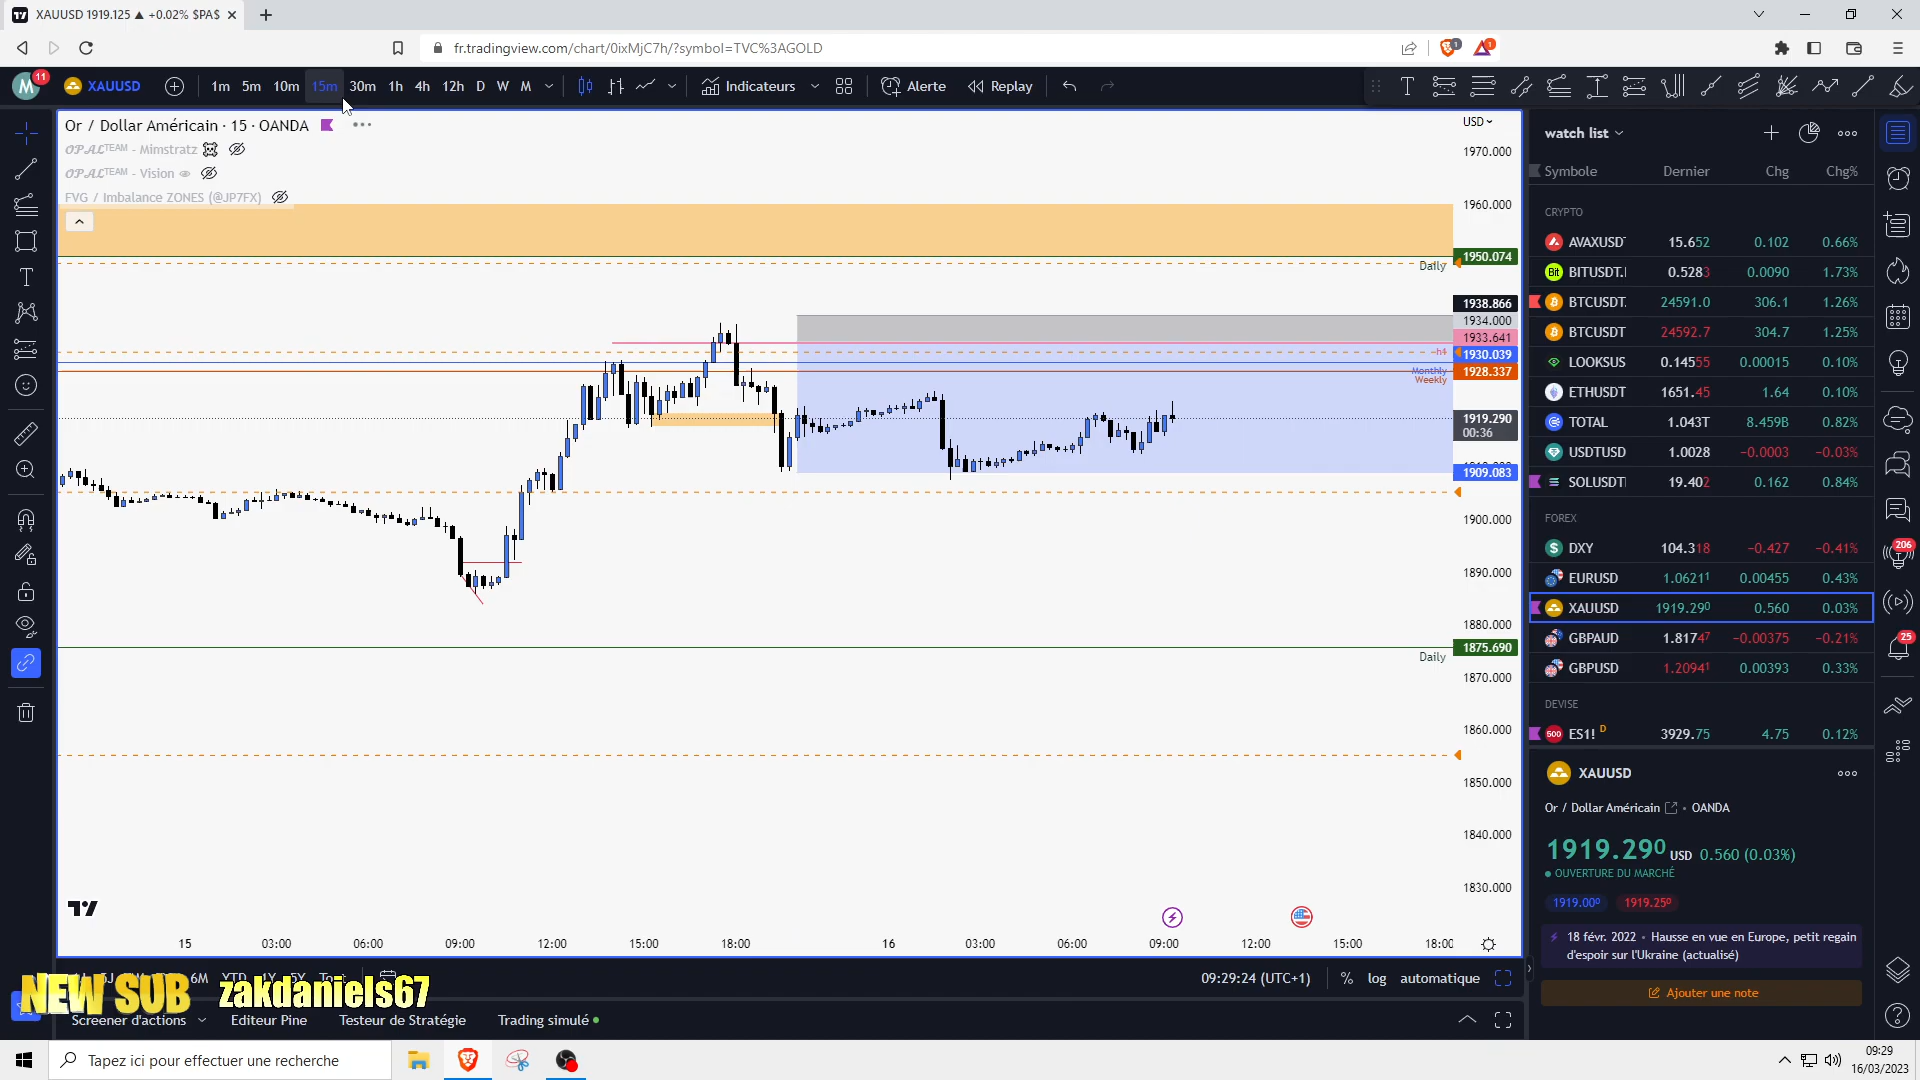 XAUUSD 1919.125 ▲ +0.02% $PA$
fr.tradingview.com/chart/0ixMjC7h/?symbol=TVC%3AGOLD
M 11 XAUUSD 1m 5m 10m 15m 30m 1h 4h 12h D W M Indicateurs Alerte Replay
Or / Dollar Américain · 15 · OANDA
OPAL TEAM - Mimstratz
OPAL TEAM - Vision
FVG / Imbalance ZONES (@JP7FX)
USD
1970.000
1960.000
1950.074
Daily
1938.866
1934.000
1933.641
h4
1930.039
Monthly
1928.337
Weekly
1919.290
00:36
1909.083
1900.000
1890.000
1880.000
1875.690
Daily
1870.000
1860.000
1850.000
1840.000
1830.000
15 03:00 06:00 09:00 12:00 15:00 18:00 16 03:00 06:00 09:00 12:00 15:00 18:00
6M YTD 1Y 5Y
09:29:24 (UTC+1) % log automatique
NEW SUB zakdaniels67
Screener d'actions Editeur Pine Testeur de Stratégie Trading simulé
watch list
Symbole Dernier Chg Chg%
CRYPTO
AVAXUSD 15.652 0.102 0.66%
BITUSDT. 0.5283 0.0090 1.73%
BTCUSDT. 24591.0 306.1 1.26%
BTCUSDT 24592.7 304.7 1.25%
LOOKSUS 0.14555 0.00015 0.10%
ETHUSDT 1651.45 1.64 0.10%
TOTAL 1.043T 8.459B 0.82%
USDTUSD 1.0028 −0.0003 −0.03%
SOLUSDT 19.402 0.162 0.84%
FOREX
DXY 104.318 −0.427 −0.41%
EURUSD 1.06211 0.00455 0.43%
XAUUSD 1919.290 0.560 0.03%
GBPAUD 1.81747 −0.00375 −0.21%
GBPUSD 1.20941 0.00393 0.33%
DEVISE
500 ES1! D 3929.75 4.75 0.12%
XAUUSD
Or / Dollar Américain • OANDA
1919.290 USD 0.560 (0.03%)
OUVERTURE DU MARCHÉ
1919.000 1919.250
18 févr. 2022 • Hausse en vue en Europe, petit regain
d'espoir sur l'Ukraine (actualisé)
Ajouter une note
206
25
Tapez ici pour effectuer une recherche
09:29
16/03/2023